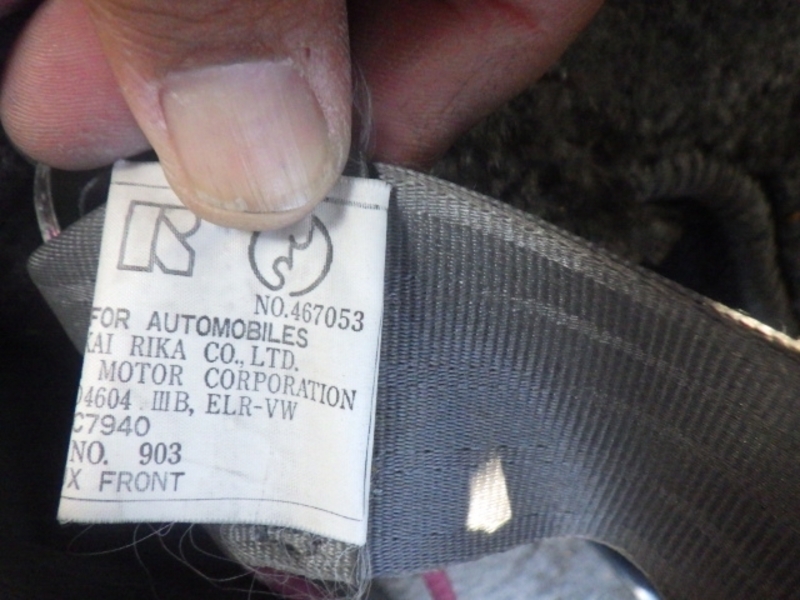 R
NO.467053
FOR AUTOMOBILES
KAI RIKA CO., LTD.
MOTOR CORPORATION
04604 IIIB, ELR-VW
C7940
NO. 903
X FRONT